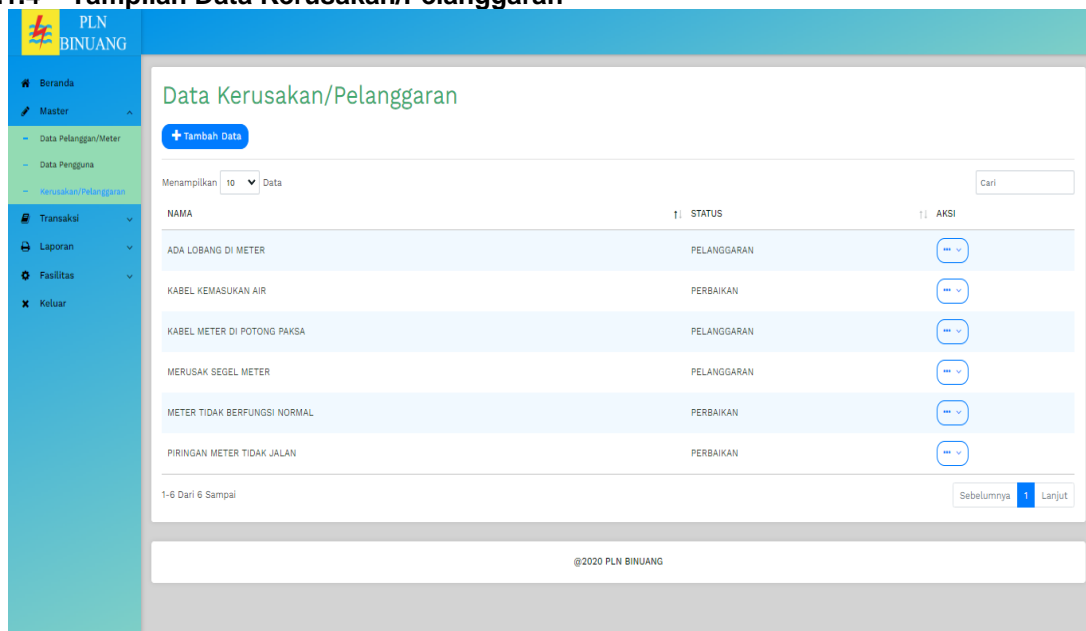 Tampilan Data Kerusakan/Pelanggaran
PLN
BINUANG
Beranda
Master
Data Pelanggan/Meter
Data Pengguna
Kerusakan/Pelanggaran
Transaksi
Laporan
Fasilitas
Keluar
Data Kerusakan/Pelanggaran
+ Tambah Data
Menampilkan 10 Data
Cari
NAMA STATUS AKSI
ADA LOBANG DI METER PELANGGARAN
KABEL KEMASUKAN AIR PERBAIKAN
KABEL METER DI POTONG PAKSA PELANGGARAN
MERUSAK SEGEL METER PELANGGARAN
METER TIDAK BERFUNGSI NORMAL PERBAIKAN
PIRINGAN METER TIDAK JALAN PERBAIKAN
1-6 Dari 6 Sampai
Sebelumnya 1 Lanjut
@2020 PLN BINUANG